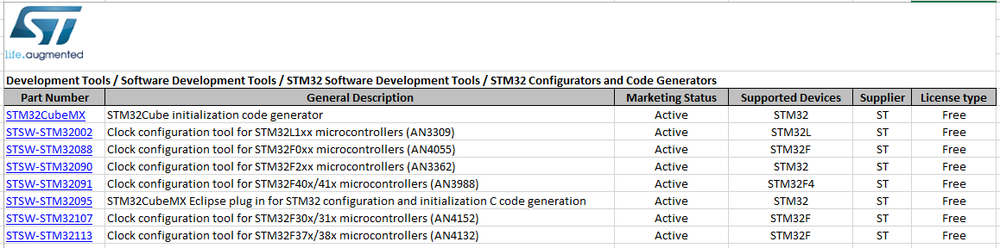 ST
life.augmented
Development Tools / Software Development Tools / STM32 Software Development Tools / STM32 Configurators and Code Generators
Part Number General Description Marketing Status Supported Devices Supplier License type
STM32CubeMX STM32Cube initialization code generator Active STM32 ST Free
STSW-STM32002 Clock configuration tool for STM32L1xx microcontrollers (AN3309) Active STM32L ST Free
STSW-STM32088 Clock configuration tool for STM32F0xx microcontrollers (AN4055) Active STM32F ST Free
STSW-STM32090 Clock configuration tool for STM32F2xx microcontrollers (AN3362) Active STM32 ST Free
STSW-STM32091 Clock configuration tool for STM32F40x/41x microcontrollers (AN3988) Active STM32F4 ST Free
STSW-STM32095 STM32CubeMX Eclipse plug in for STM32 configuration and initialization C code generation Active STM32 ST Free
STSW-STM32107 Clock configuration tool for STM32F30x/31x microcontrollers (AN4152) Active STM32F ST Free
STSW-STM32113 Clock configuration tool for STM32F37x/38x microcontrollers (AN4132) Active STM32F ST Free